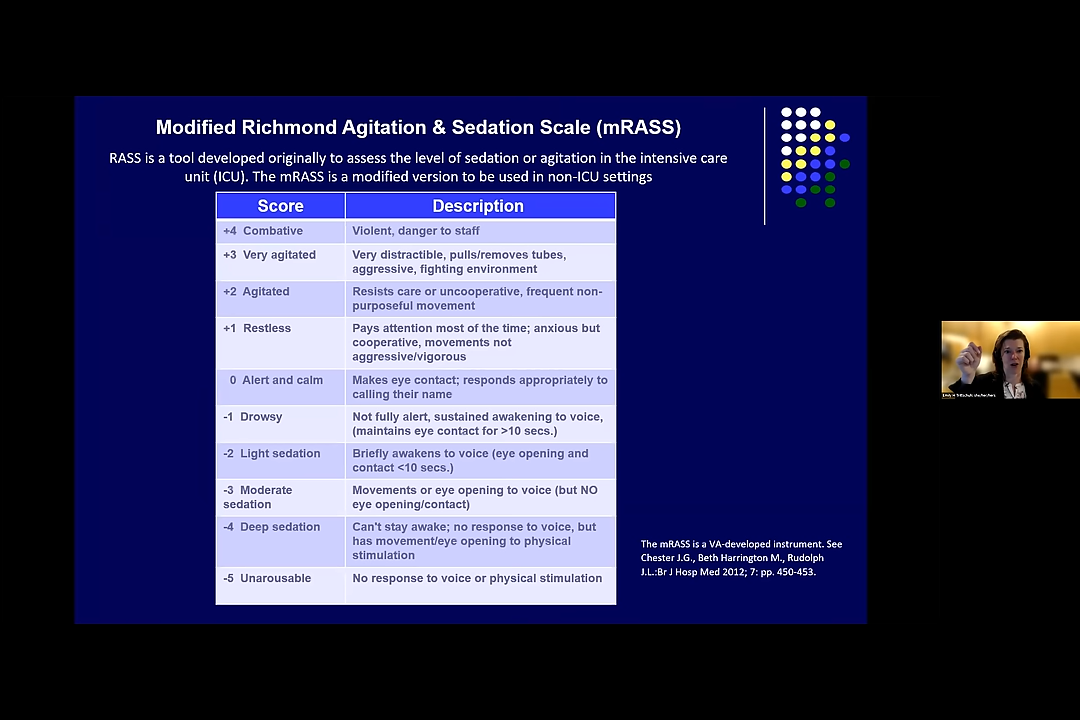 Modified Richmond Agitation & Sedation Scale (mRASS)
RASS is a tool developed originally to assess the level of sedation or agitation in the intensive care
unit (ICU). The mRASS is a modified version to be used in non-ICU settings
Score Description
+4 Combative Violent, danger to staff
+3 Very agitated Very distractible, pulls/removes tubes,
aggressive, fighting environment
+2 Agitated Resists care or uncooperative, frequent non-
purposeful movement
+1 Restless Pays attention most of the time; anxious but
cooperative, movements not
aggressive/vigorous
0 Alert and calm Makes eye contact; responds appropriately to
calling their name
-1 Drowsy Not fully alert, sustained awakening to voice,
(maintains eye contact for >10 secs.)
-2 Light sedation Briefly awakens to voice (eye opening and
contact <10 secs.)
-3 Moderate Movements or eye opening to voice (but NO
sedation eye opening/contact)
-4 Deep sedation Can't stay awake; no response to voice, but
has movement/eye opening to physical
stimulation
-5 Unarousable No response to voice or physical stimulation
The mRASS is a VA-developed instrument. See
Chester J.G., Beth Harrington M., Rudolph
J.L.:Br J Hosp Med 2012; 7: pp. 450-453.